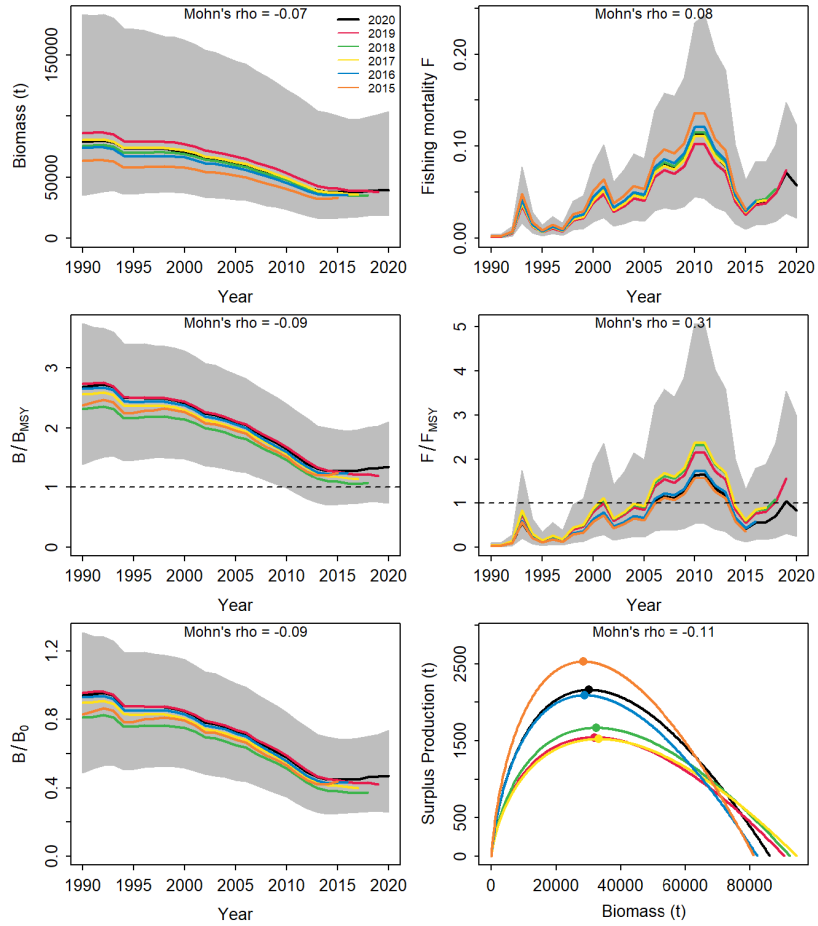 Mohn's rho = -0.07
Biomass (t)
150000
50000
0
2020
2019
2018
2017
2016
2015
1990 1995 2000 2005 2010 2015 2020
Year
Mohn's rho = 0.08
Fishing mortality F
0.20
0.10
0.00
1990 1995 2000 2005 2010 2015 2020
Year
Mohn's rho = -0.09
B/BMSY
3
2
1
0
1990 1995 2000 2005 2010 2015 2020
Year
Mohn's rho = 0.31
F/FMSY
5
4
3
2
1
0
1990 1995 2000 2005 2010 2015 2020
Year
Mohn's rho = -0.09
B/B0
1.2
0.8
0.4
0.0
1990 1995 2000 2005 2010 2015 2020
Year
Mohn's rho = -0.11
Surplus Production (t)
2500
1500
500
0
0 20000 40000 60000 80000
Biomass (t)